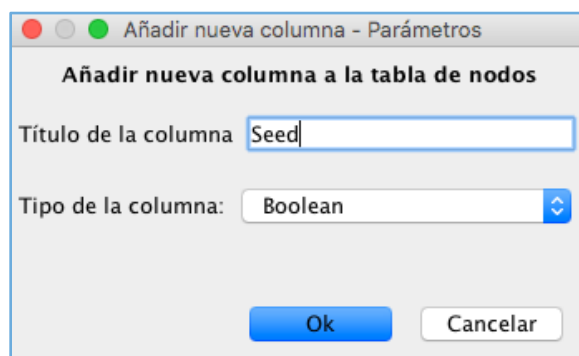 Añadir nueva columna - Parámetros
Añadir nueva columna a la tabla de nodos
Título de la columna Seed
Tipo de la columna: Boolean
Ok Cancelar